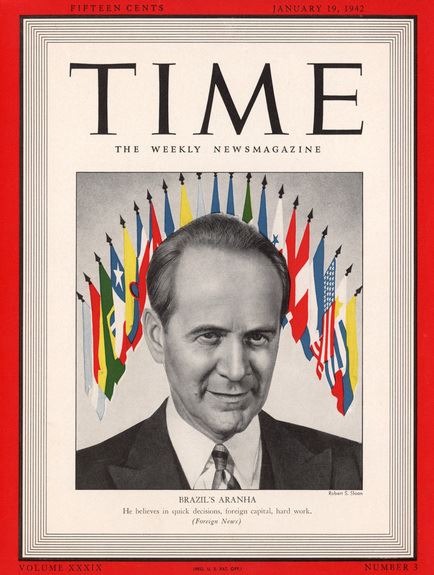 FIFTEEN CENTS JANUARY 19, 1942
TIME
THE WEEKLY NEWSMAGAZINE
Robert S. Sloan
BRAZIL'S ARANHA
He believes in quick decisions, foreign capital, hard work.
(Foreign News)
VOLUME XXXIX (REG. U. S. PAT. OFF.) NUMBER 3